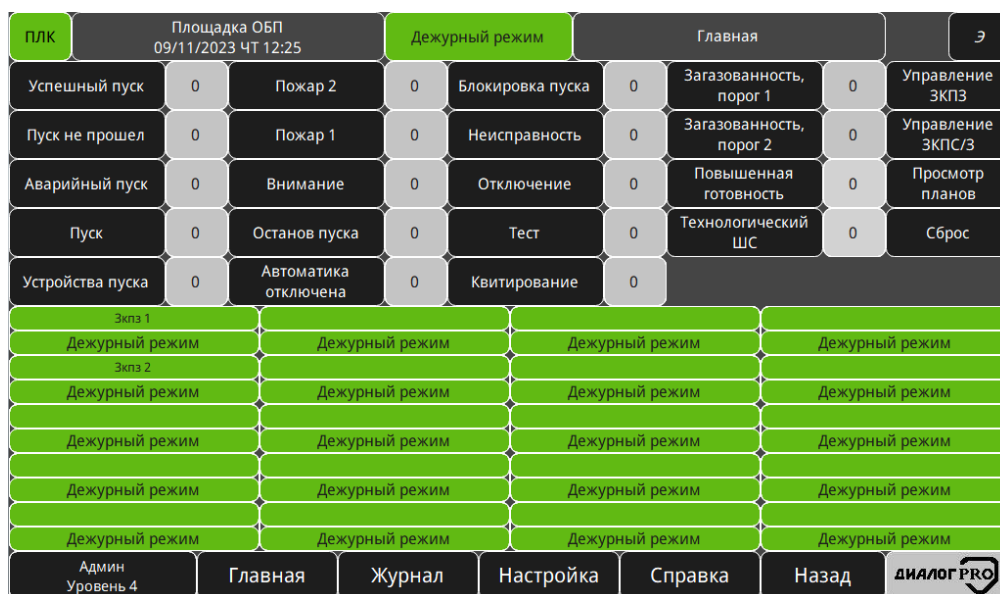 ПЛК
Площадка ОБП
09/11/2023 ЧТ 12:25
Дежурный режим
Главная
Э
Успешный пуск 0 Пожар 2 0 Блокировка пуска 0 Загазованность, порог 1 0 Управление ЗКПЗ
Пуск не прошел 0 Пожар 1 0 Неисправность 0 Загазованность, порог 2 0 Управление ЗКПС/З
Аварийный пуск 0 Внимание 0 Отключение 0 Повышенная готовность 0 Просмотр планов
Пуск 0 Останов пуска 0 Тест 0 Технологический ШС 0 Сброс
Устройства пуска 0 Автоматика отключена 0 Квитирование 0
Зкпз 1
Дежурный режим Дежурный режим Дежурный режим Дежурный режим
Зкпз 2
Дежурный режим Дежурный режим Дежурный режим Дежурный режим
Дежурный режим Дежурный режим Дежурный режим Дежурный режим
Дежурный режим Дежурный режим Дежурный режим Дежурный режим
Дежурный режим Дежурный режим Дежурный режим Дежурный режим
Админ
Уровень 4
Главная
Журнал
Настройка
Справка
Назад
ДИАЛОГ PRO